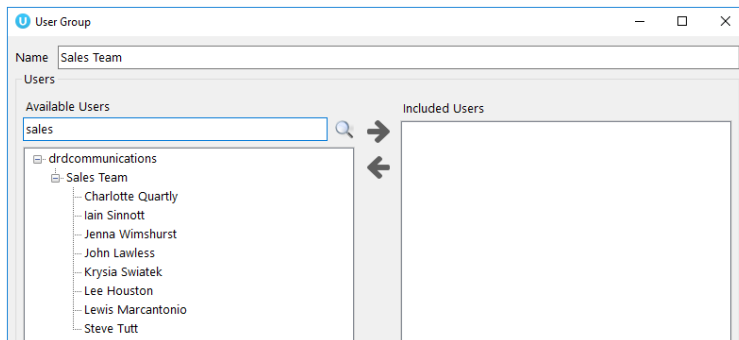 User Group
Name Sales Team
Users
Available Users
Included Users
sales
drdcommunications
Sales Team
Charlotte Quartly
Iain Sinnott
Jenna Wimshurst
John Lawless
Krysia Swiatek
Lee Houston
Lewis Marcantonio
Steve Tutt